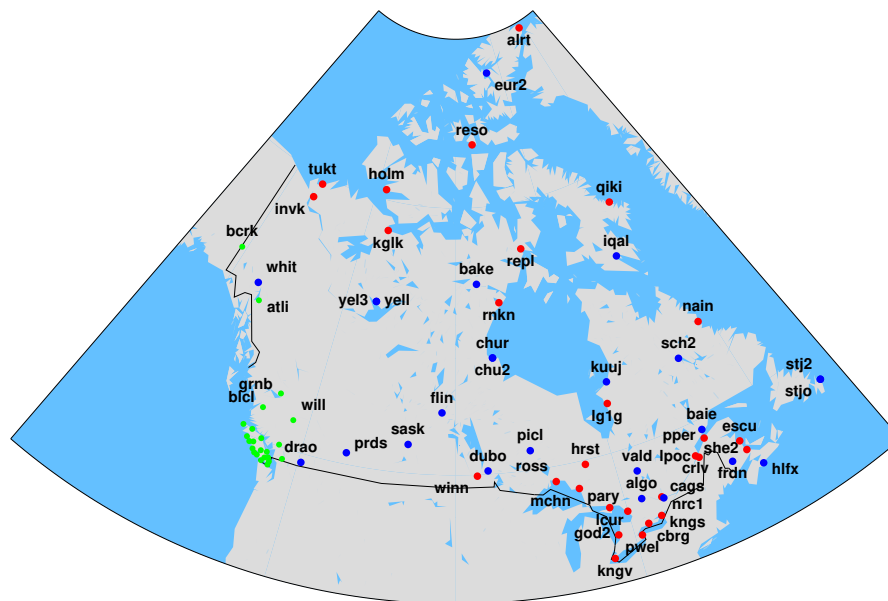 alrt
eur2
reso
tukt
holm
invk
qiki
bcrk
kglk
iqal
repl
whit
bake
atli
yel3 yell
rnkn
nain
chur
sch2
chu2
kuuj
stj2
stjo
grnb
blcl
will
flin
lg1g
baie
sask
picl
pper
escu
drao
prds
dubo
ross
hrst
vald
lpoc
she2
crlv
frdn
hlfx
winn
mchn
pary
algo
cags
nrc1
lcur
kngs
god2
pwel
cbrg
kngv